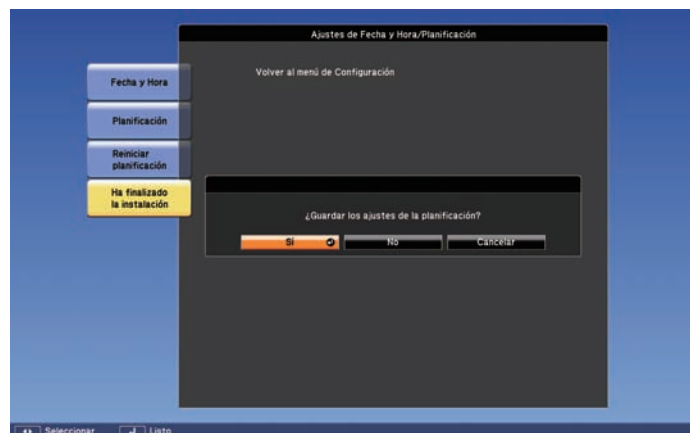 Ajustes de Fecha y Hora/Planificación
Fecha y Hora
Volver al menú de Configuración
Planificación
Reiniciar
planificación
Ha finalizado
la instalación
¿Guardar los ajustes de la planificación?
Sí No Cancelar
Seleccionar Listo